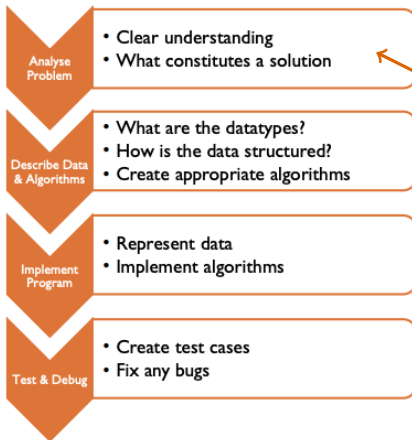 Analyse
Problem
• Clear understanding
• What constitutes a solution
Describe Data
& Algorithms
• What are the datatypes?
• How is the data structured?
• Create appropriate algorithms
Implement
Program
• Represent data
• Implement algorithms
Test & Debug
• Create test cases
• Fix any bugs